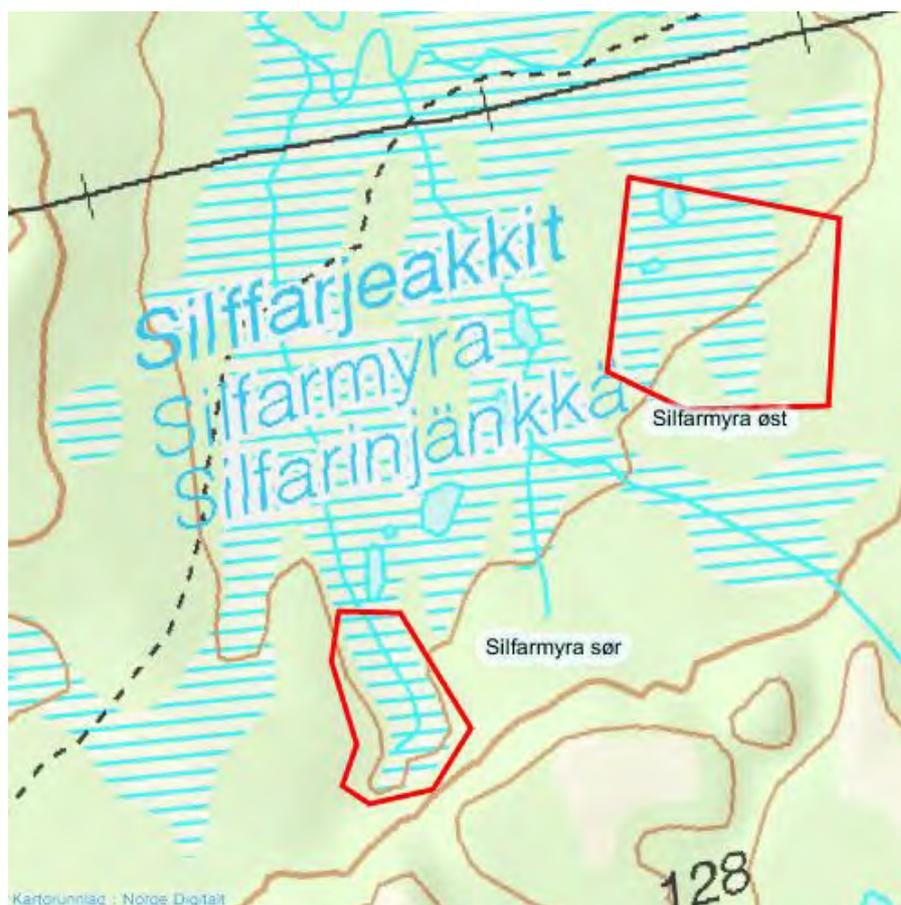 Silffarjeakkit
Silfarmyra
Silfarinjänkkä
Silfarmyra øst
Silfarmyra sør
128
Kartgrunnlag : Norge Digitalt